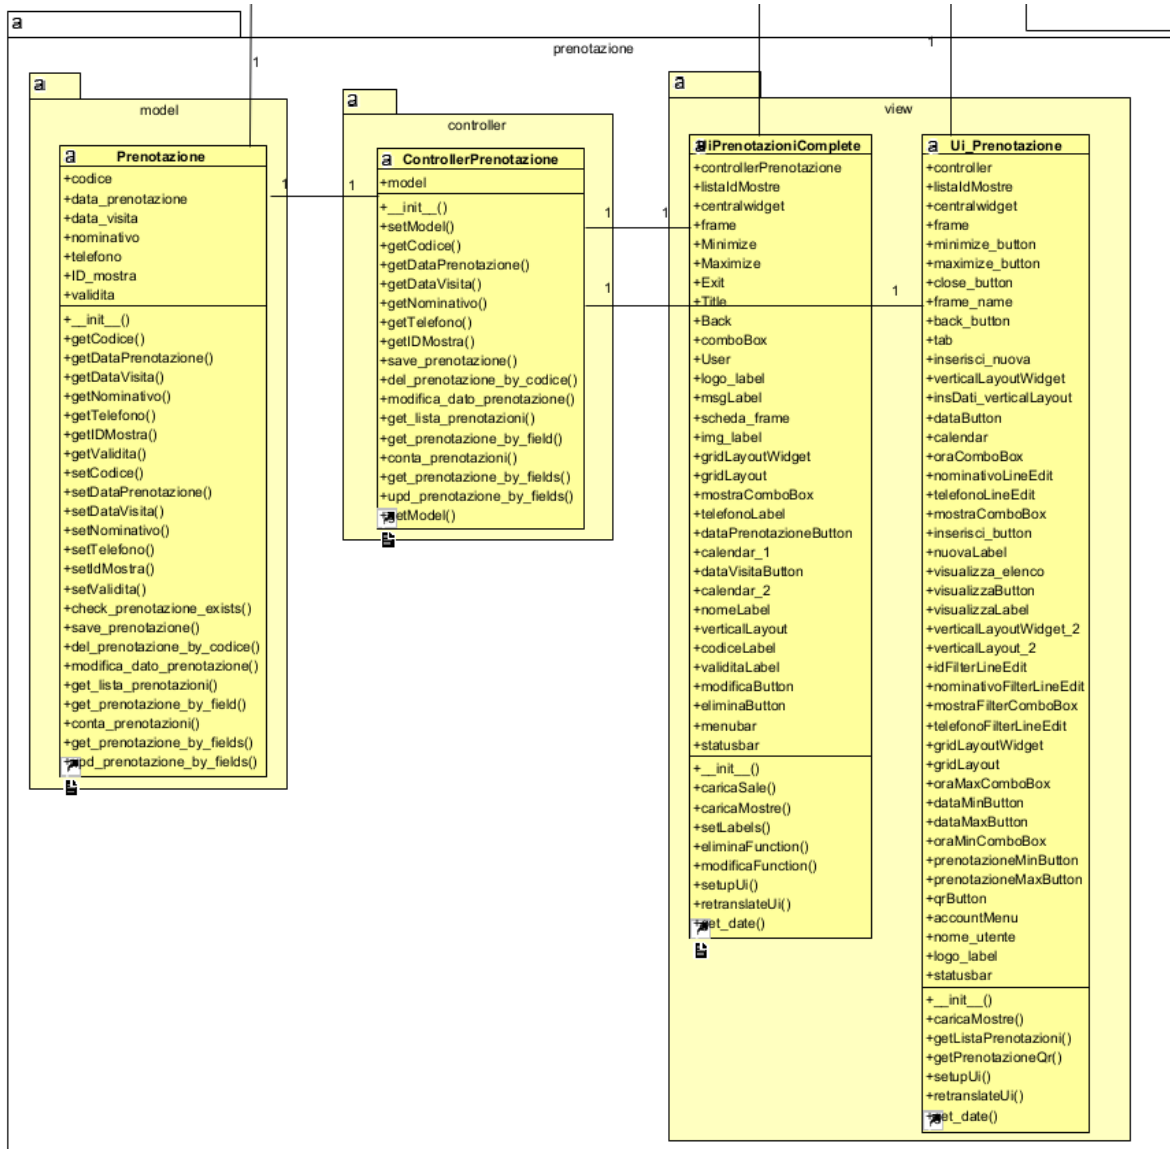 a
prenotazione
1
1
a
model
a
Prenotazione
+codice
+data_prenotazione
+data_visita
+nominativo
+telefono
+ID_mostra
+validita
+__init__()
+getCodice()
+getDataPrenotazione()
+getDataVisita()
+getNominativo()
+getTelefono()
+getIDMostra()
+getValidita()
+setCodice()
+setDataPrenotazione()
+setDataVisita()
+setNominativo()
+setTelefono()
+setIdMostra()
+setValidita()
+check_prenotazione_exists()
+save_prenotazione()
+del_prenotazione_by_codice()
+modifica_dato_prenotazione()
+get_lista_prenotazioni()
+get_prenotazione_by_field()
+conta_prenotazioni()
+get_prenotazione_by_fields()
pd_prenotazione_by_fields()
1
1
a
controller
a
ControllerPrenotazione
+model
+__init__()
+setModel()
+getCodice()
+getDataPrenotazione()
+getDataVisita()
+getNominativo()
+getTelefono()
+getIDMostra()
+save_prenotazione()
+del_prenotazione_by_codice()
+modifica_dato_prenotazione()
+get_lista_prenotazioni()
+get_prenotazione_by_field()
+conta_prenotazioni()
+get_prenotazione_by_fields()
+upd_prenotazione_by_fields()
etModel()
1
1
1
1
a
view
a
iPrenotazioniComplete
+controllerPrenotazione
+listaIdMostre
+centralwidget
+frame
+Minimize
+Maximize
+Exit
+Title
+Back
+comboBox
+User
+logo_label
+msgLabel
+scheda_frame
+img_label
+gridLayoutWidget
+gridLayout
+mostraComboBox
+telefonoLabel
+dataPrenotazioneButton
+calendar_1
+dataVisitaButton
+calendar_2
+nomeLabel
+verticalLayout
+codiceLabel
+validitaLabel
+modificaButton
+eliminaButton
+menubar
+statusbar
+__init__()
+caricaSale()
+caricaMostre()
+setLabels()
+eliminaFunction()
+modificaFunction()
+setupUi()
+retranslateUi()
et_date()
a
Ui_Prenotazione
+controller
+listaIdMostre
+centralwidget
+frame
+minimize_button
+maximize_button
+close_button
+frame_name
+back_button
+tab
+inserisci_nuova
+verticalLayoutWidget
+insDati_verticalLayout
+dataButton
+calendar
+oraComboBox
+nominativoLineEdit
+telefonoLineEdit
+mostraComboBox
+inserisci_button
+nuovaLabel
+visualizza_elenco
+visualizzaButton
+visualizzaLabel
+verticalLayoutWidget_2
+verticalLayout_2
+idFilterLineEdit
+nominativoFilterLineEdit
+mostraFilterComboBox
+telefonoFilterLineEdit
+gridLayoutWidget
+gridLayout
+oraMaxComboBox
+dataMinButton
+dataMaxButton
+oraMinComboBox
+prenotazioneMinButton
+prenotazioneMaxButton
+qrButton
+accountMenu
+nome_utente
+logo_label
+statusbar
+__init__()
+caricaMostre()
+getListaPrenotazioni()
+getPrenotazioneQr()
+setupUi()
+retranslateUi()
et_date()